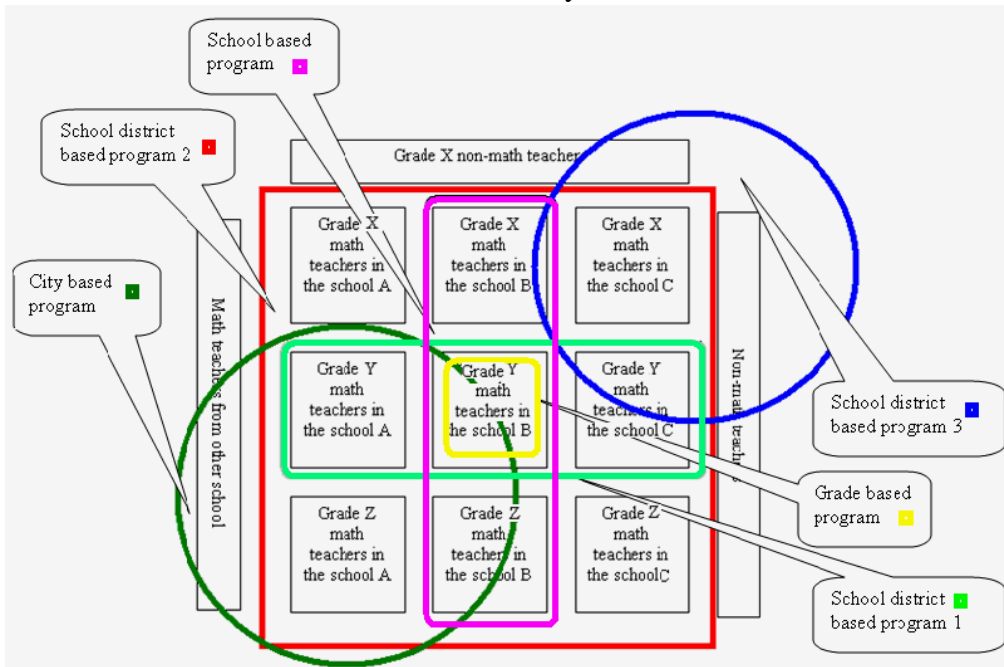 School based
program
School district
based program 2
Grade X non-math teacher
Grade X
math
teachers in
the school A
Grade X
math
teachers in
the school B
Grade X
math
teachers in
the school C
City based
program
Math teachers from other school
Grade Y
math
teachers in
the school A
Grade Y
math
teachers in
the school B
Grade Y
math
teachers in
the school C
School district
based program 3
Grade based
program
Grade Z
math
teachers in
the school A
Grade Z
math
teachers in
the school B
Grade Z
math
teachers in
the schoolC
School district
based program 1